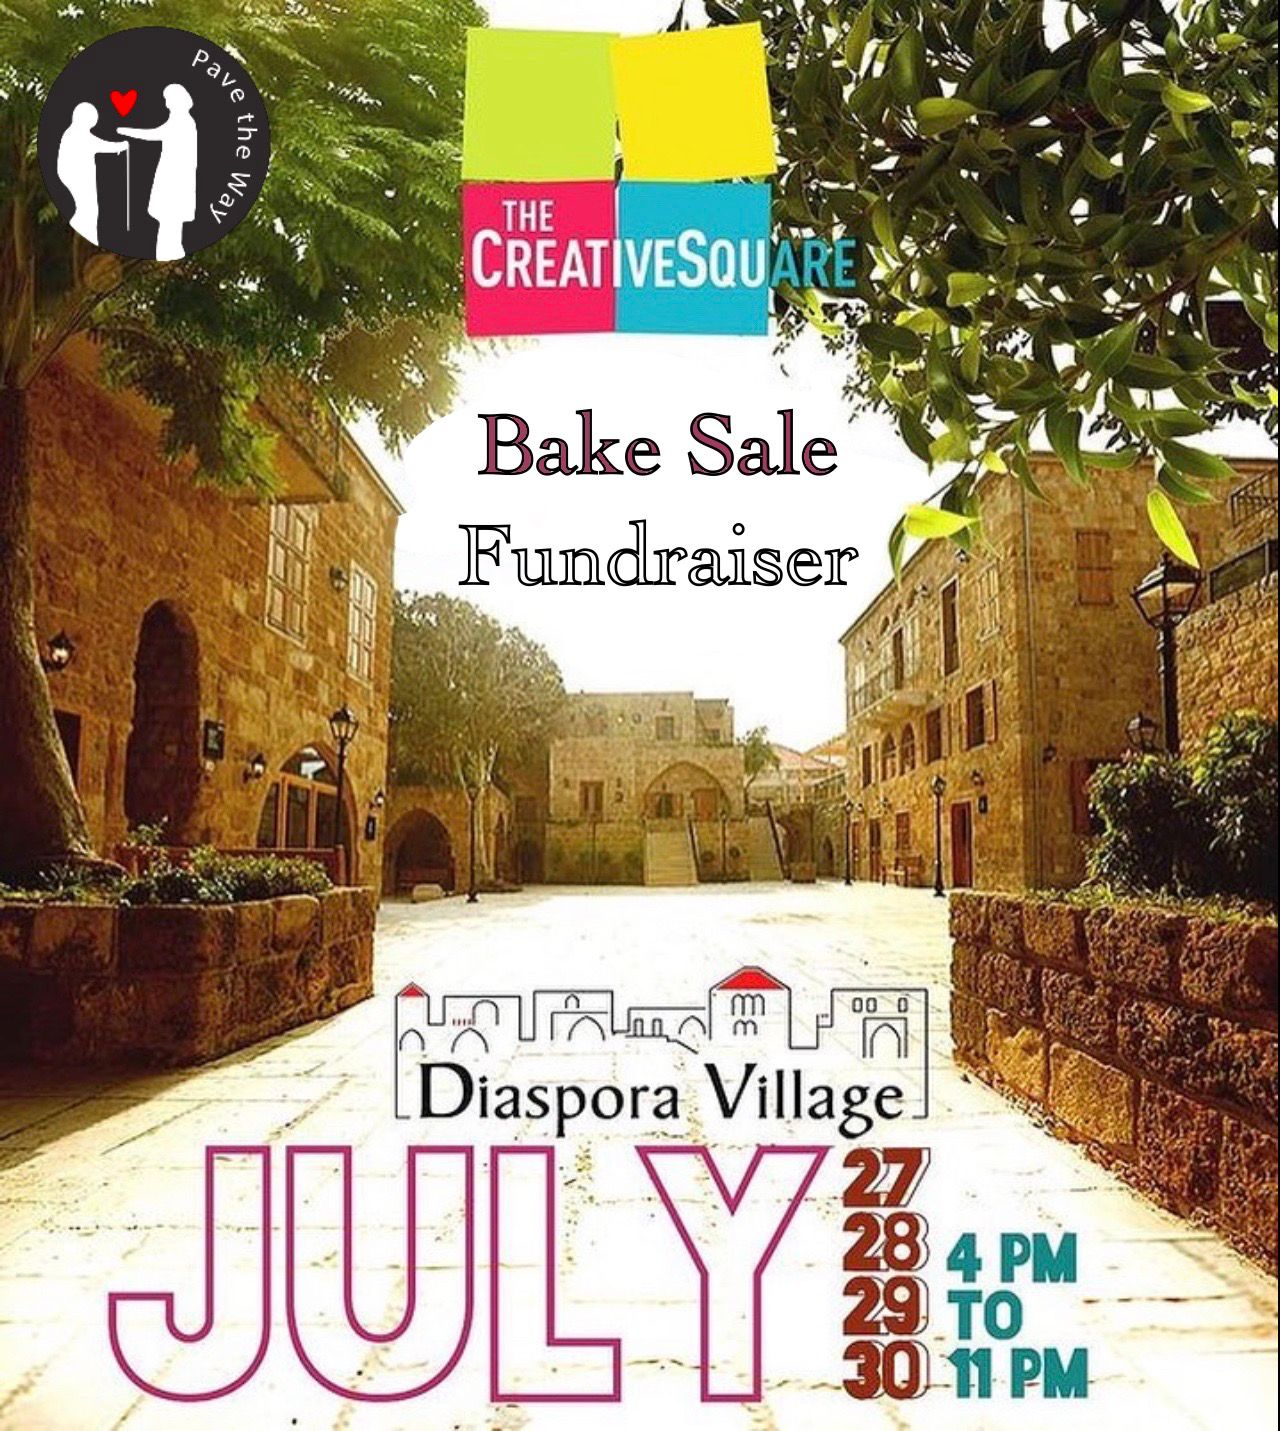 Pave the Way
THE
CREATIVESQUARE
Bake Sale
Fundraiser
Diaspora Village
JULY
27
28
29
30
4 PM
TO
11 PM